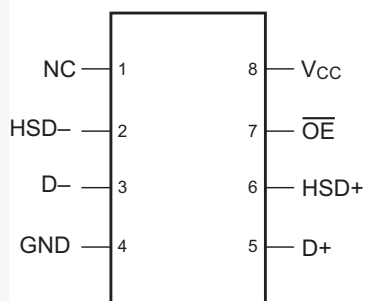 NC 1 8 VCC
HSD– 2 7 OE
D– 3 6 HSD+
GND 4 5 D+